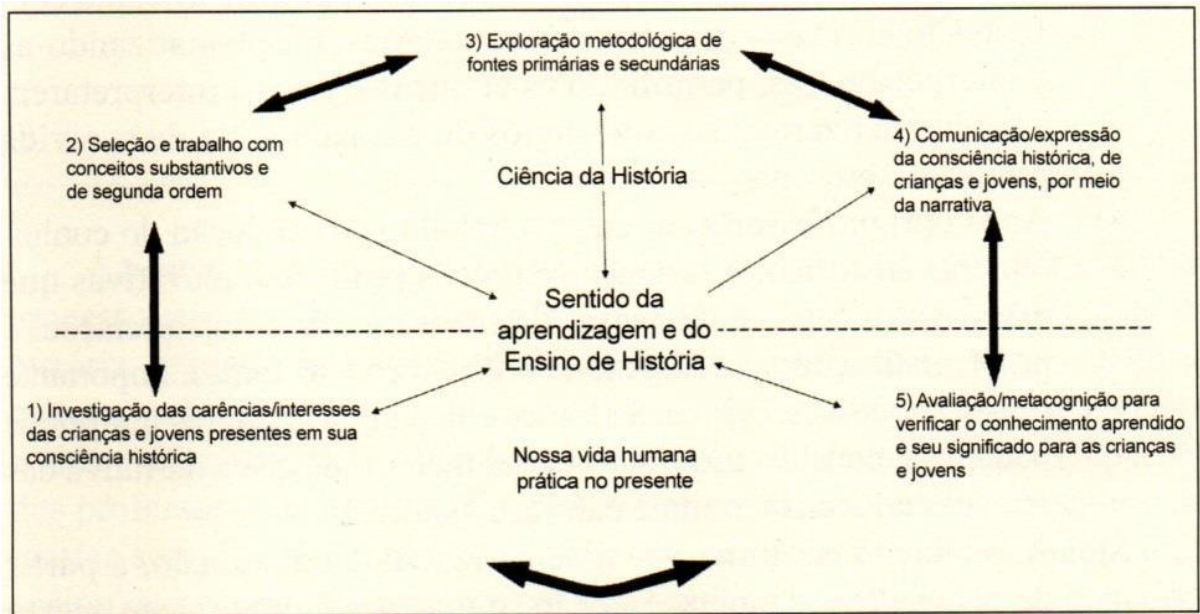 3) Exploração metodológica de
fontes primárias e secundárias
2) Seleção e trabalho com
conceitos substantivos e
de segunda ordem
Ciência da História
4) Comunicação/expressão
da consciência histórica, de
crianças e jovens, por meio
da narrativa
Sentido da
aprendizagem e do
Ensino de História
1) Investigação das carências/interesses
das crianças e jovens presentes em sua
consciência histórica
5) Avaliação/metacognição para
verificar o conhecimento aprendido
e seu significado para as crianças
e jovens
Nossa vida humana
prática no presente